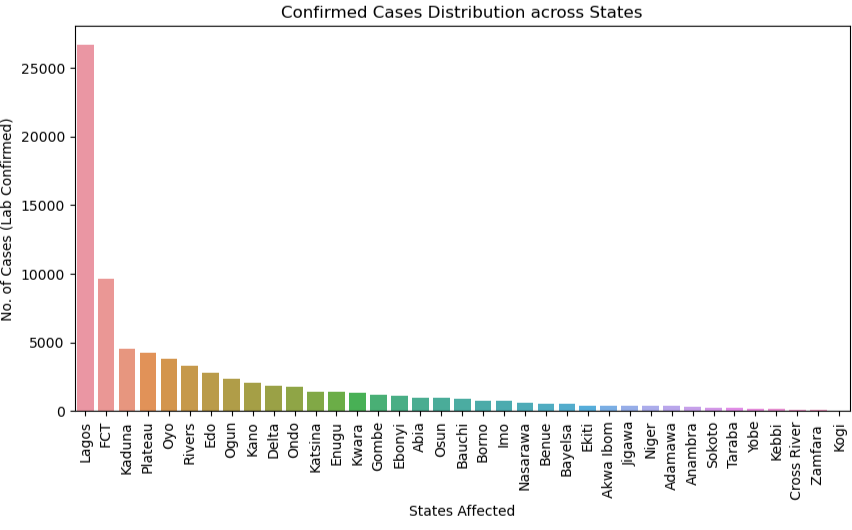 Confirmed Cases Distribution across States
No. of Cases (Lab Confirmed)
25000
20000
15000
10000
5000
0
Lagos
FCT
Kaduna
Plateau
Oyo
Rivers
Edo
Ogun
Kano
Delta
Ondo
Katsina
Enugu
Kwara
Gombe
Ebonyi
Abia
Osun
Bauchi
Borno
Imo
Nasarawa
Benue
Bayelsa
Ekiti
Akwa Ibom
Jigawa
Niger
Adamawa
Anambra
Sokoto
Taraba
Yobe
Kebbi
Cross River
Zamfara
Kogi
States Affected